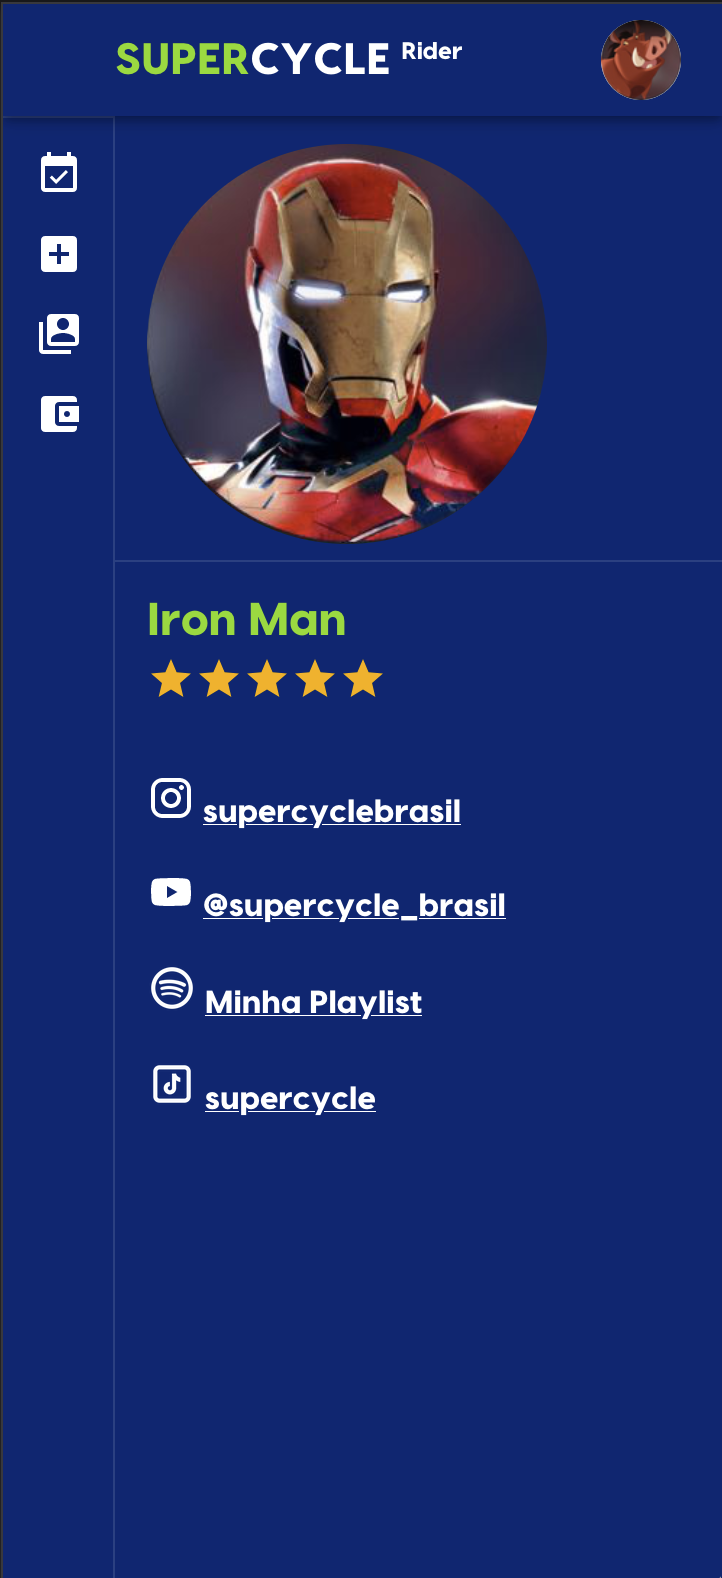 SUPERCYCLE Rider
Iron Man
supercyclebrasil
@supercycle_brasil
Minha Playlist
supercycle